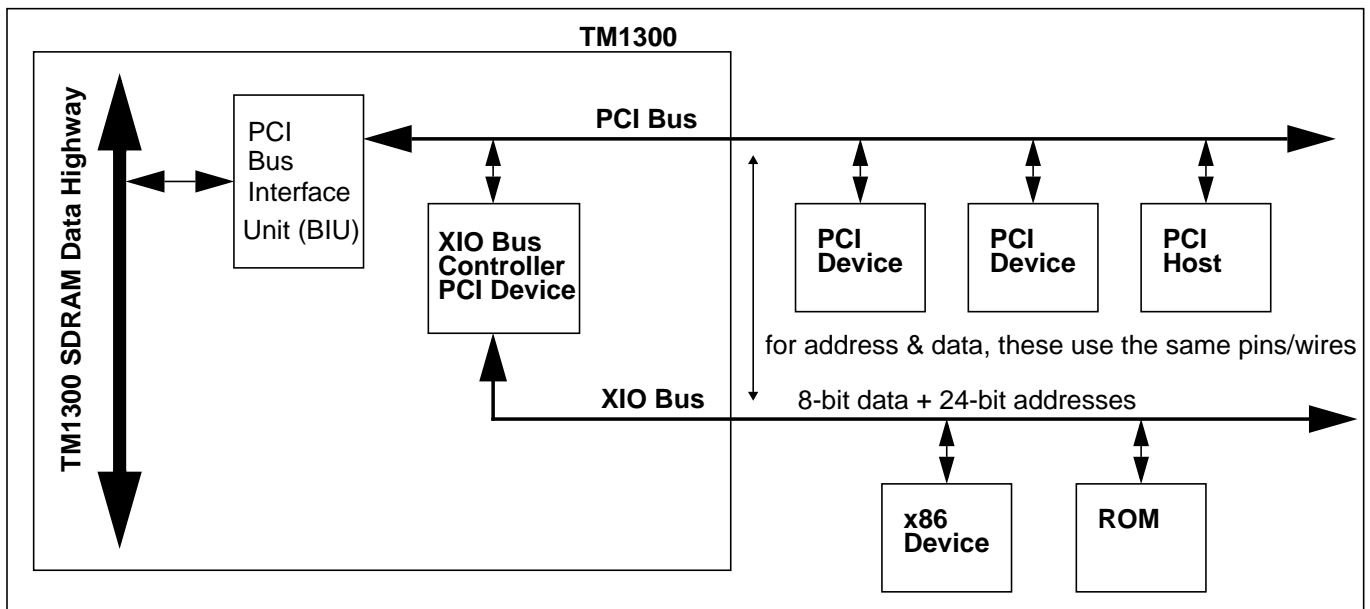 TM1300
TM1300 SDRAM Data Highway
PCI
Bus
Interface
Unit (BIU)
PCI Bus
XIO Bus
Controller
PCI Device
PCI
Device
PCI
Device
PCI
Host
for address & data, these use the same pins/wires
XIO Bus
8-bit data + 24-bit addresses
x86
Device
ROM